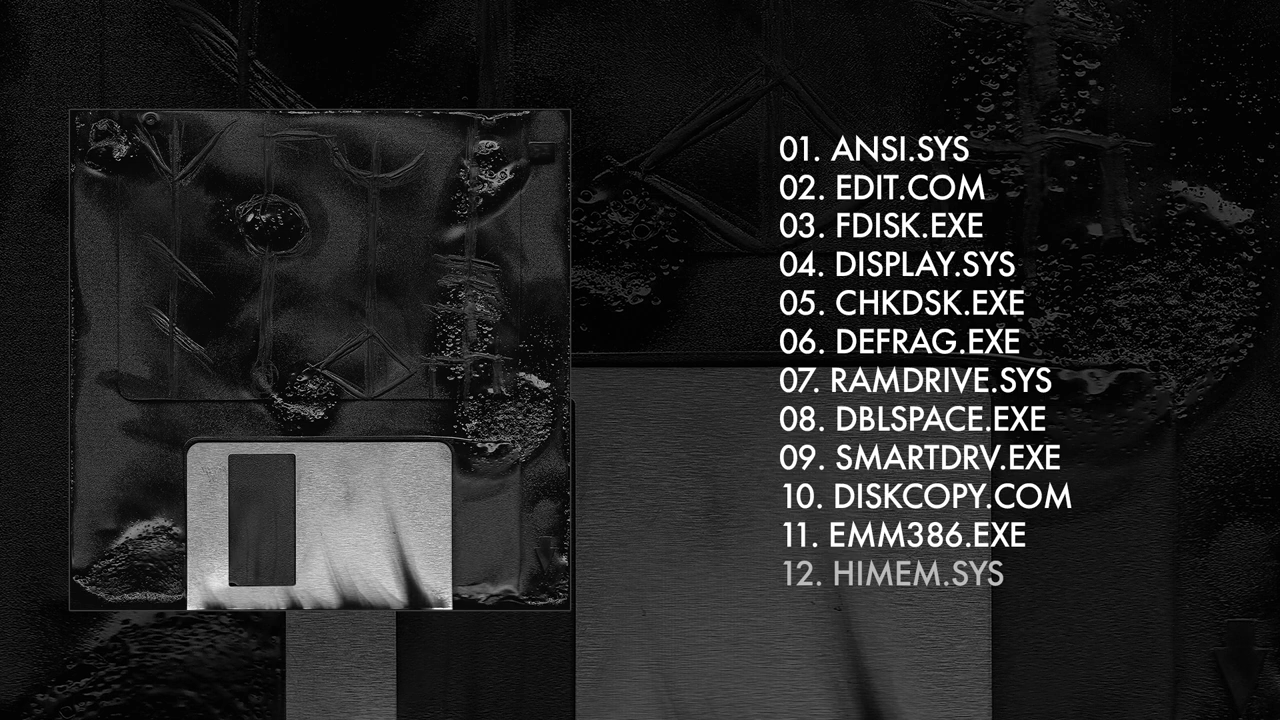 01. ANSI.SYS
02. EDIT.COM
03. FDISK.EXE
04. DISPLAY.SYS
05. CHKDSK.EXE
06. DEFRAG.EXE
07. RAMDRIVE.SYS
08. DBLSPACE.EXE
09. SMARTDRV.EXE
10. DISKCOPY.COM
11. EMM386.EXE
12. HIMEM.SYS